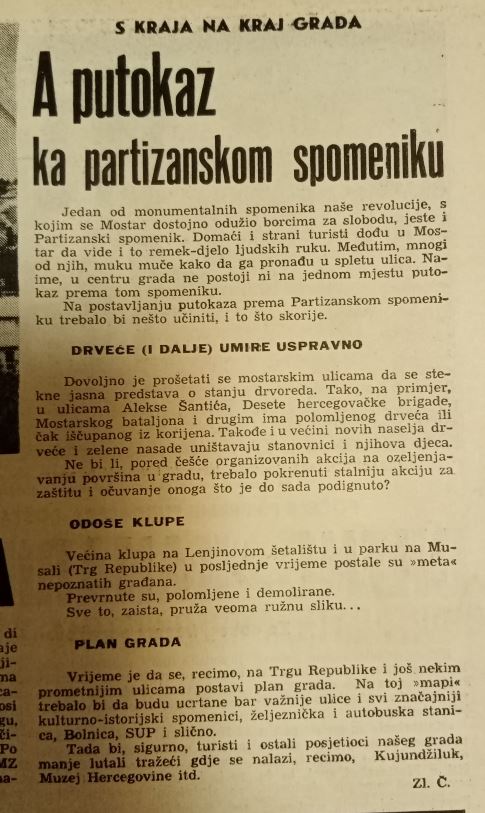 S KRAJA NA KRAJ GRADA
A putokaz
ka partizanskom spomeniku
Jedan od monumentalnih spomenika naše revolucije, s
kojim se Mostar dostojno odužio borcima za slobodu, jeste i
Partizanski spomenik. Domaći i strani turisti dođu u Mos-
tar da vide i to remek-djelo ljudskih ruku. Međutim, mnogi
od njih, muku muče kako da ga pronađu u spletu ulica. Na-
ime, u centru grada ne postoji ni na jednom mjestu puto-
kaz prema tom spomeniku.
Na postavljanju putokaza prema Partizanskom spomeni-
ku trebalo bi nešto učiniti, i to što skorije.
DRVEĆE (I DALJE) UMIRE USPRAVNO
Dovoljno je prošetati se mostarskim ulicama da se ste-
kne jasna predstava o stanju drvoreda. Tako, na primjer,
u ulicama Alekse Šantića, Desete hercegovačke brigade,
Mostarskog bataljona i drugim ima polomljenog drveća ili
čak iščupanog iz korijena. Takođe i u većini novih naselja dr-
veće i zelene nasade uništavaju stanovnici i njihova djeca.
Ne bi li, pored češće organizovanih akcija na ozeljenja-
vanju površina u gradu, trebalo pokrenuti stalniju akciju za
zaštitu i očuvanje onoga što je do sada podignuto?
ODOŠE KLUPE
Većina klupa na Lenjinovom šetalištu i u parku na Mu-
sali (Trg Republike) u posljednje vrijeme postale su »meta«
nepoznatih građana.
Prevrnute su, polomljene i demolirane.
Sve to, zaista, pruža veoma ružnu sliku...
PLAN GRADA
Vrijeme je da se, recimo, na Trgu Republike i još nekim
prometnijim ulicama postavi plan grada. Na toj »mapi«
trebalo bi da budu ucrtane bar važnije ulice i svi značajniji
kulturno-istorijski spomenici, željeznička i autobuska stani-
ca, Bolnica, SUP i slično.
Tada bi, sigurno, turisti i ostali posjetioci našeg grada
manje lutali tražeći gdje se nalazi, recimo, Kujundžiluk,
Muzej Hercegovine itd.
Zl. Č.